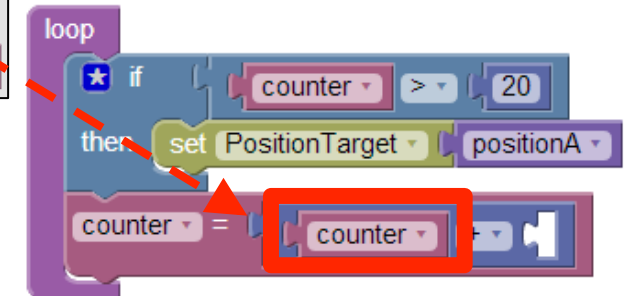 loop
if counter > 20
then set PositionTarget positionA
counter = counter +